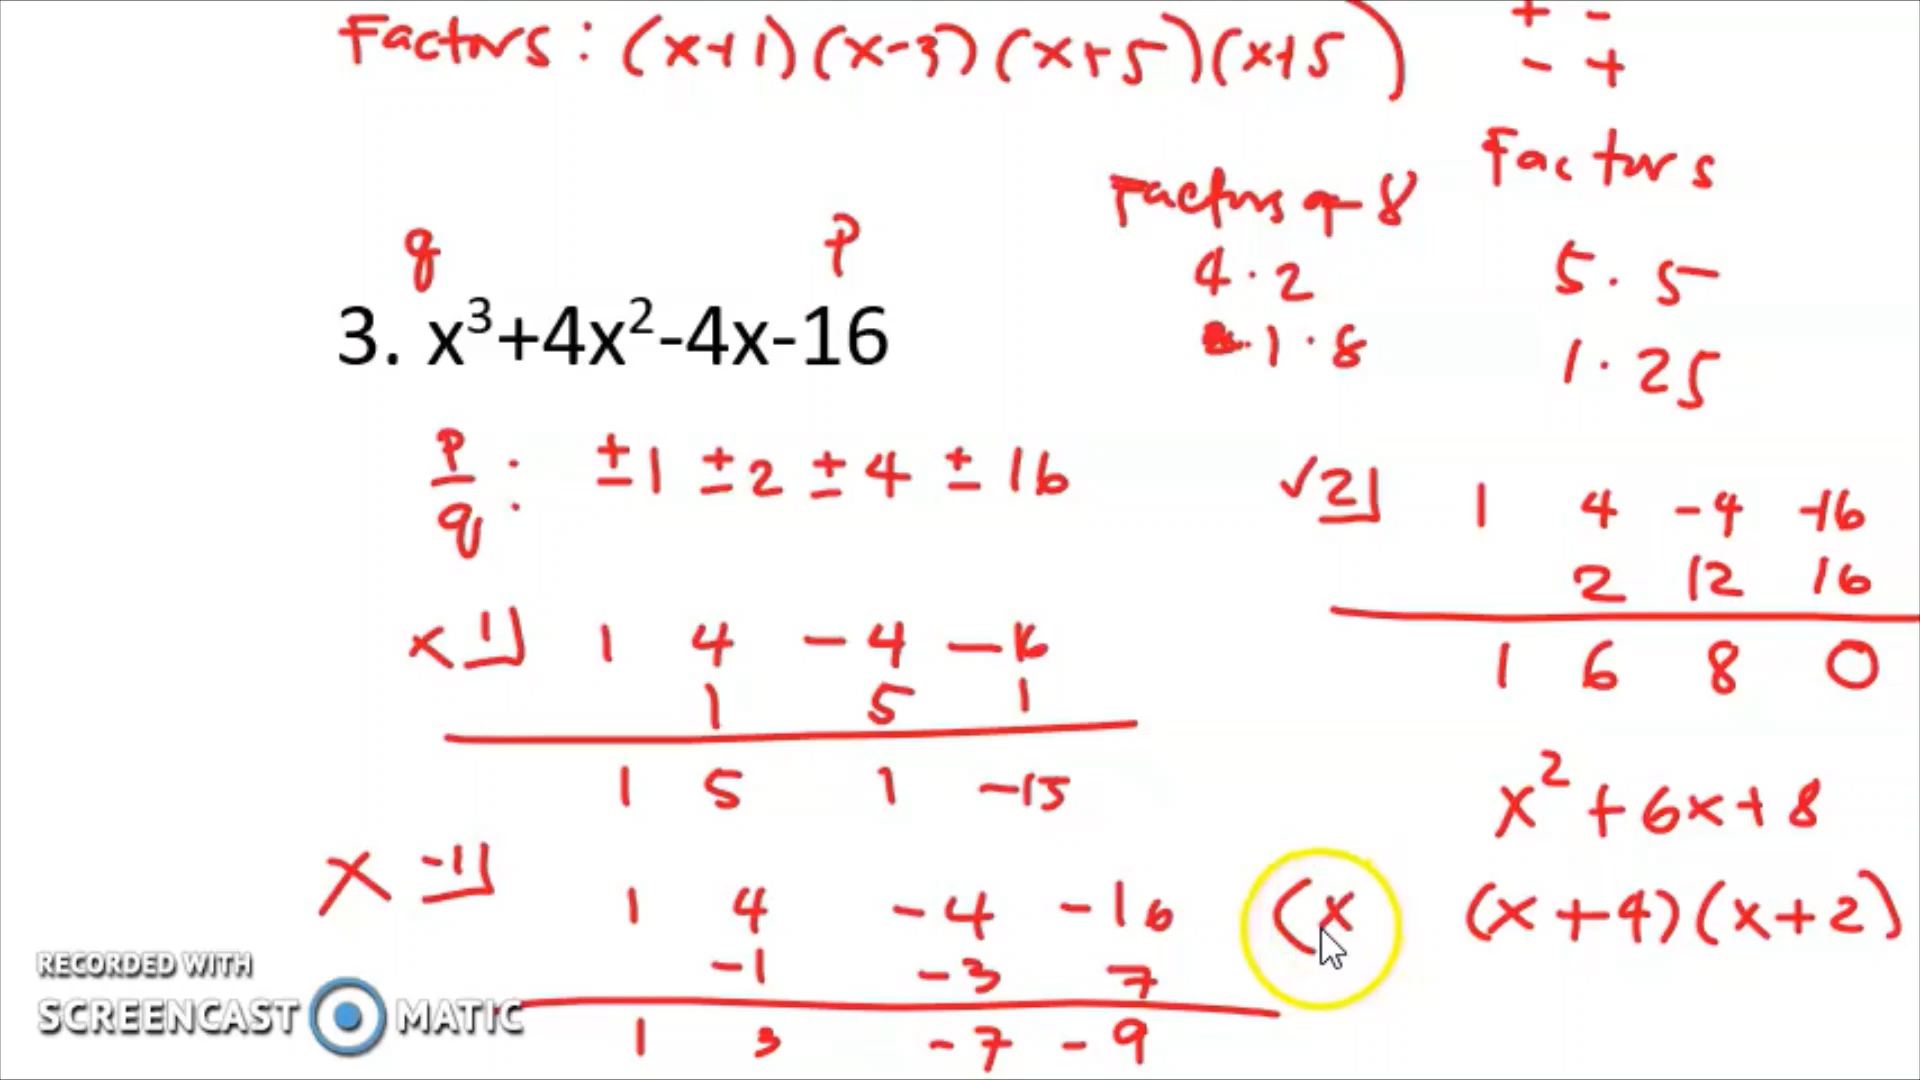 Factors : (x+1)(x-3)(x+5)(x+5)
+ -
- +
Factors
5 . 5
1 . 25
Factors of 8
4 . 2
. 1 . 8
q p
3. x³+4x²-4x-16
p/q : ±1 ±2 ±4 ±16
x 1| 1 4 -4 -16
1 5 1
1 5 1 -15
x -1| 1 4 -4 -16
-1 -3 7
1 3 -7 -9
√ 2| 1 4 -4 -16
2 12 16
1 6 8 0
x² + 6x + 8
(x (x + 4)(x + 2)
RECORDED WITH
SCREENCAST MATIC